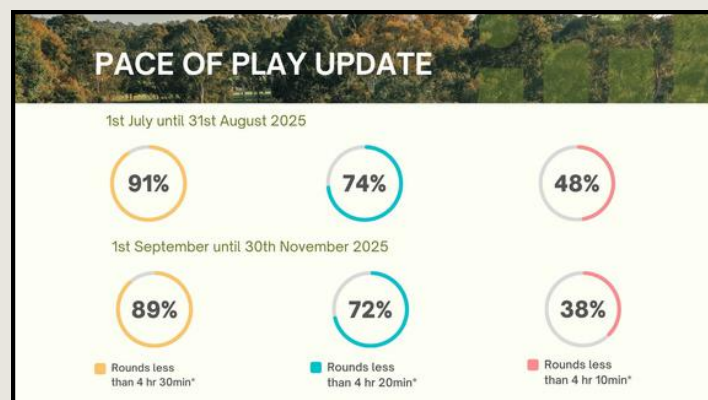 PACE OF PLAY UPDATE
1st July until 31st August 2025
91% 74% 48%
1st September until 30th November 2025
89% 72% 38%
Rounds less Rounds less Rounds less
than 4 hr 30min* than 4 hr 20min* than 4 hr 10min*